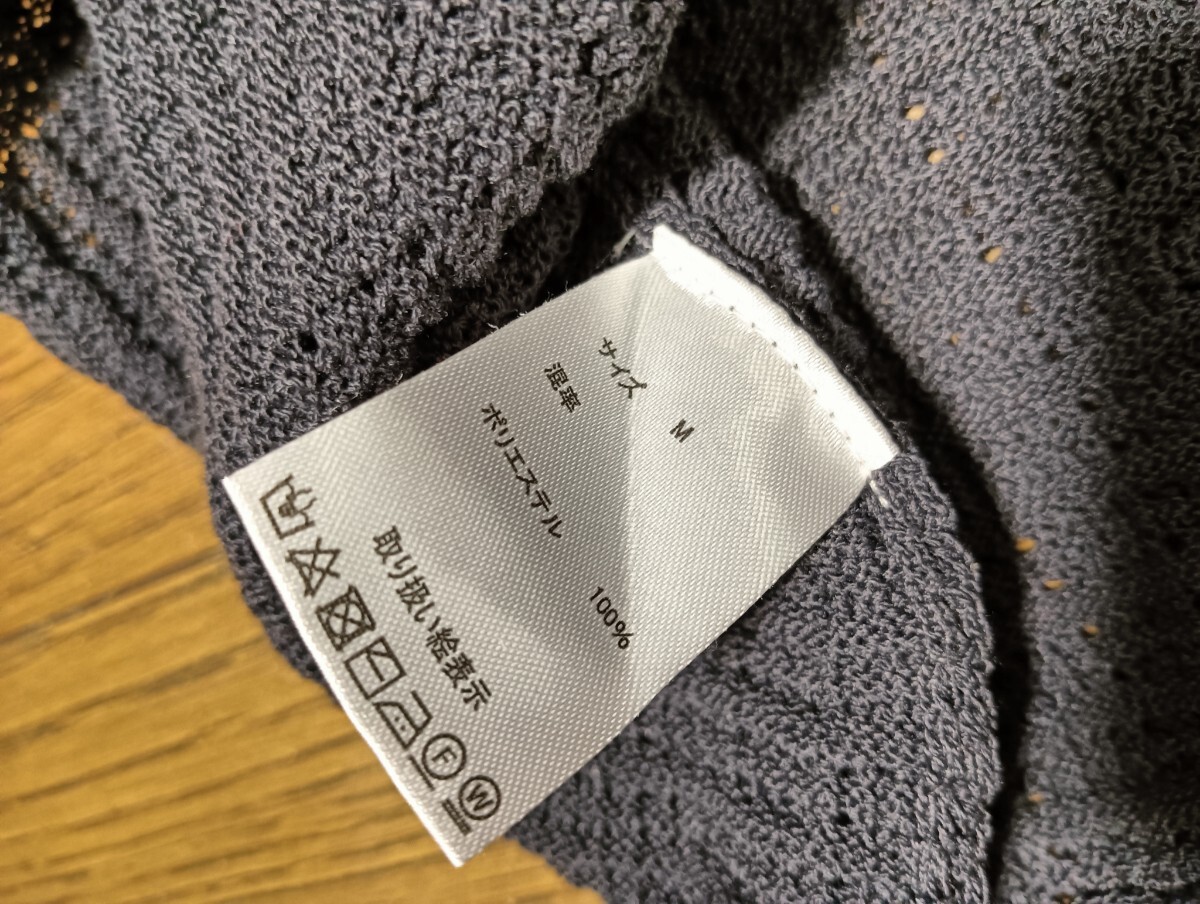 サイズ M
混率
ポリエステル 100%
取り扱い絵表示
F W